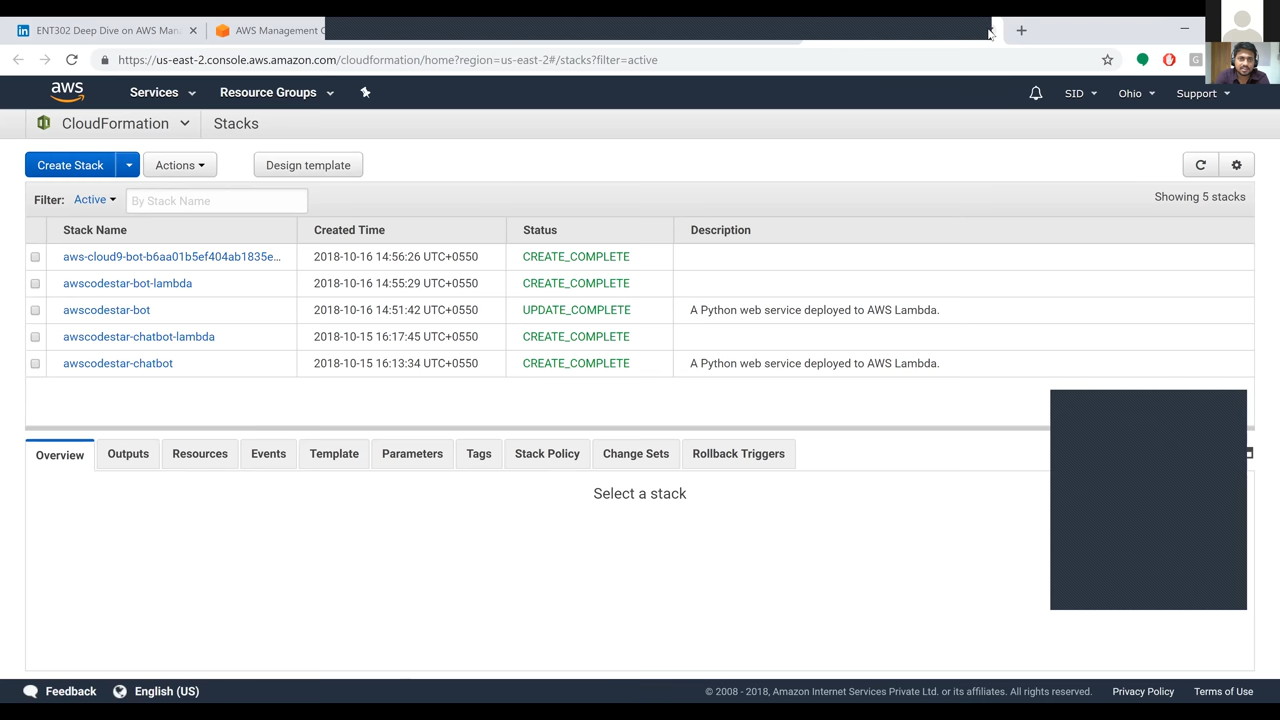 ENT302 Deep Dive on AWS Man
AWS Management C
https://us-east-2.console.aws.amazon.com/cloudformation/home?region=us-east-2#/stacks?filter=active
G
aws Services Resource Groups SID Ohio Support
CloudFormation Stacks
Create Stack Actions Design template
Filter: Active By Stack Name Showing 5 stacks
Stack Name Created Time Status Description
aws-cloud9-bot-b6aa01b5ef404ab1835e... 2018-10-16 14:56:26 UTC+0550 CREATE_COMPLETE
awscodestar-bot-lambda 2018-10-16 14:55:29 UTC+0550 CREATE_COMPLETE
awscodestar-bot 2018-10-16 14:51:42 UTC+0550 UPDATE_COMPLETE A Python web service deployed to AWS Lambda.
awscodestar-chatbot-lambda 2018-10-15 16:17:45 UTC+0550 CREATE_COMPLETE
awscodestar-chatbot 2018-10-15 16:13:34 UTC+0550 CREATE_COMPLETE A Python web service deployed to AWS Lambda.
Overview Outputs Resources Events Template Parameters Tags Stack Policy Change Sets Rollback Triggers
Select a stack
Feedback English (US) © 2008 - 2018, Amazon Internet Services Private Ltd. or its affiliates. All rights reserved. Privacy Policy Terms of Use